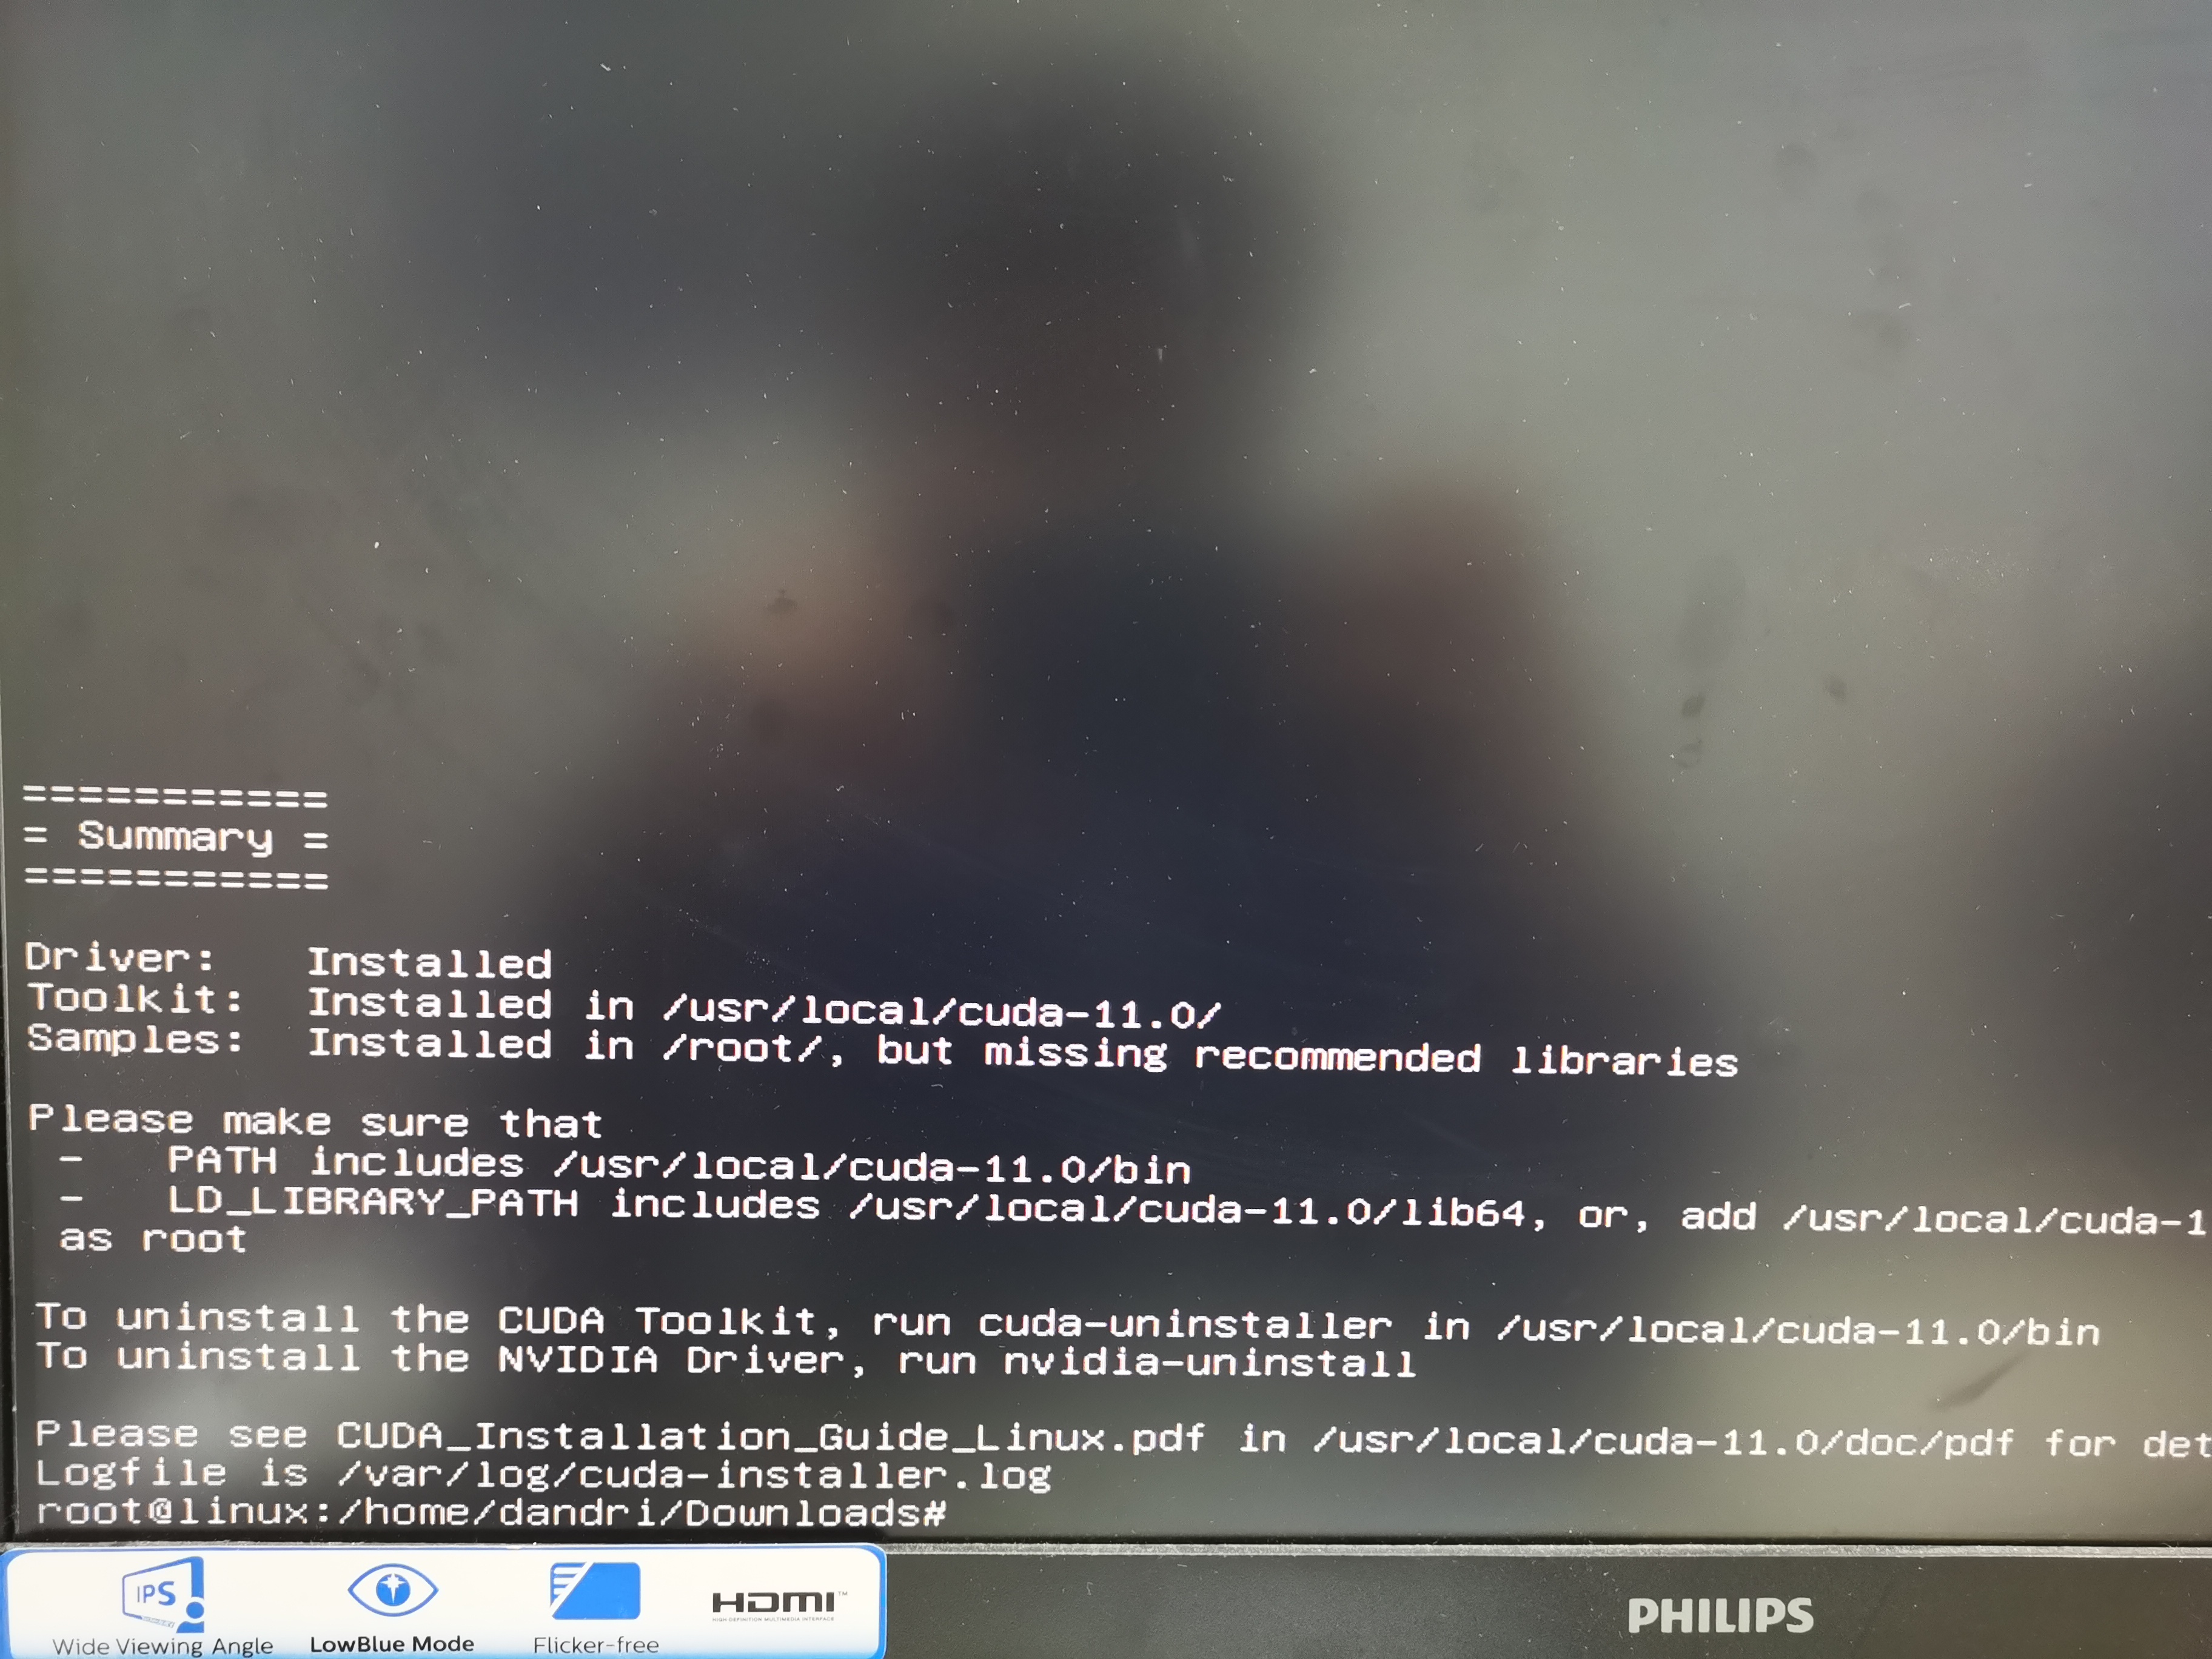 ===========
= Summary =
===========
Driver:   Installed
Toolkit:  Installed in /usr/local/cuda-11.0/
Samples:  Installed in /root/, but missing recommended libraries
Please make sure that
 -   PATH includes /usr/local/cuda-11.0/bin
 -   LD_LIBRARY_PATH includes /usr/local/cuda-11.0/lib64, or, add /usr/local/cuda-1
 as root
To uninstall the CUDA Toolkit, run cuda-uninstaller in /usr/local/cuda-11.0/bin
To uninstall the NVIDIA Driver, run nvidia-uninstall
Please see CUDA_Installation_Guide_Linux.pdf in /usr/local/cuda-11.0/doc/pdf for det
Logfile is /var/log/cuda-installer.log
root@linux:/home/dandri/Downloads#
IPS
HDMI™
HIGH DEFINITION MULTIMEDIA INTERFACE
Wide Viewing Angle
LowBlue Mode
Flicker-free
PHILIPS